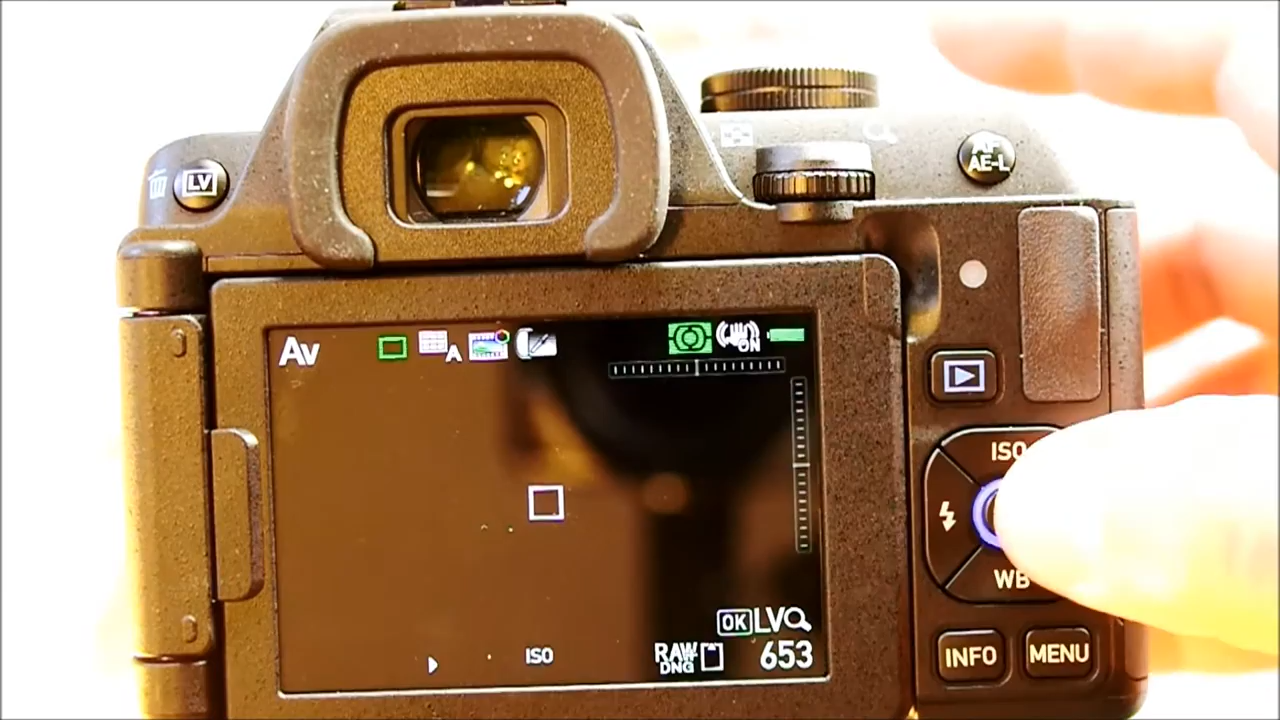 AF
AE-L
LV
Av
A
ON
ISO
WB
OK LV
RAW
DNG
653
ISO
INFO
MENU